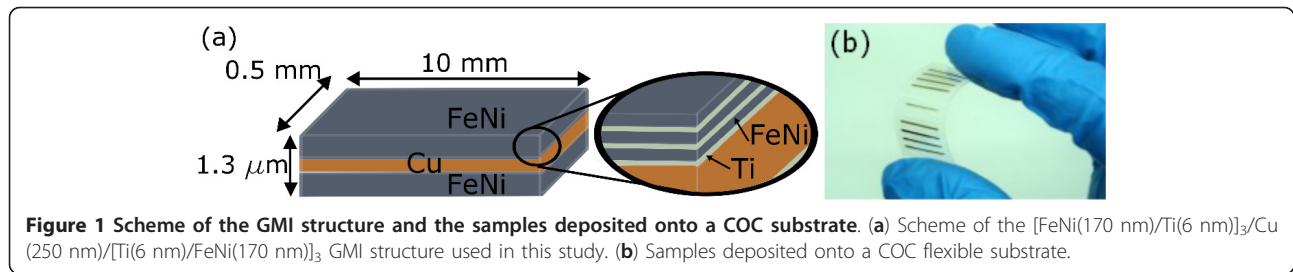 (a)
0.5 mm
10 mm
FeNi
1.3 μm
Cu
FeNi
FeNi
Ti
(b)
Figure 1 Scheme of the GMI structure and the samples deposited onto a COC substrate. (a) Scheme of the [FeNi(170 nm)/Ti(6 nm)]₃/Cu
(250 nm)/[Ti(6 nm)/FeNi(170 nm)]₃ GMI structure used in this study. (b) Samples deposited onto a COC flexible substrate.